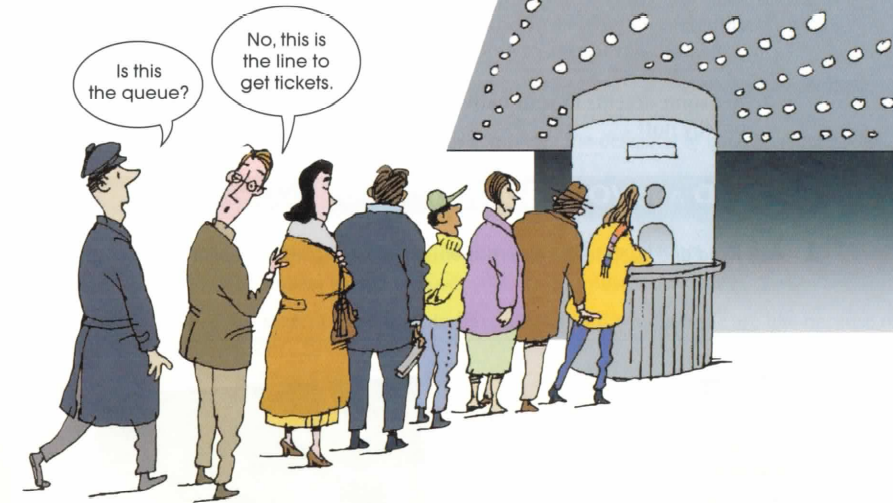 Is this
the queue?
No, this is
the line to
get tickets.